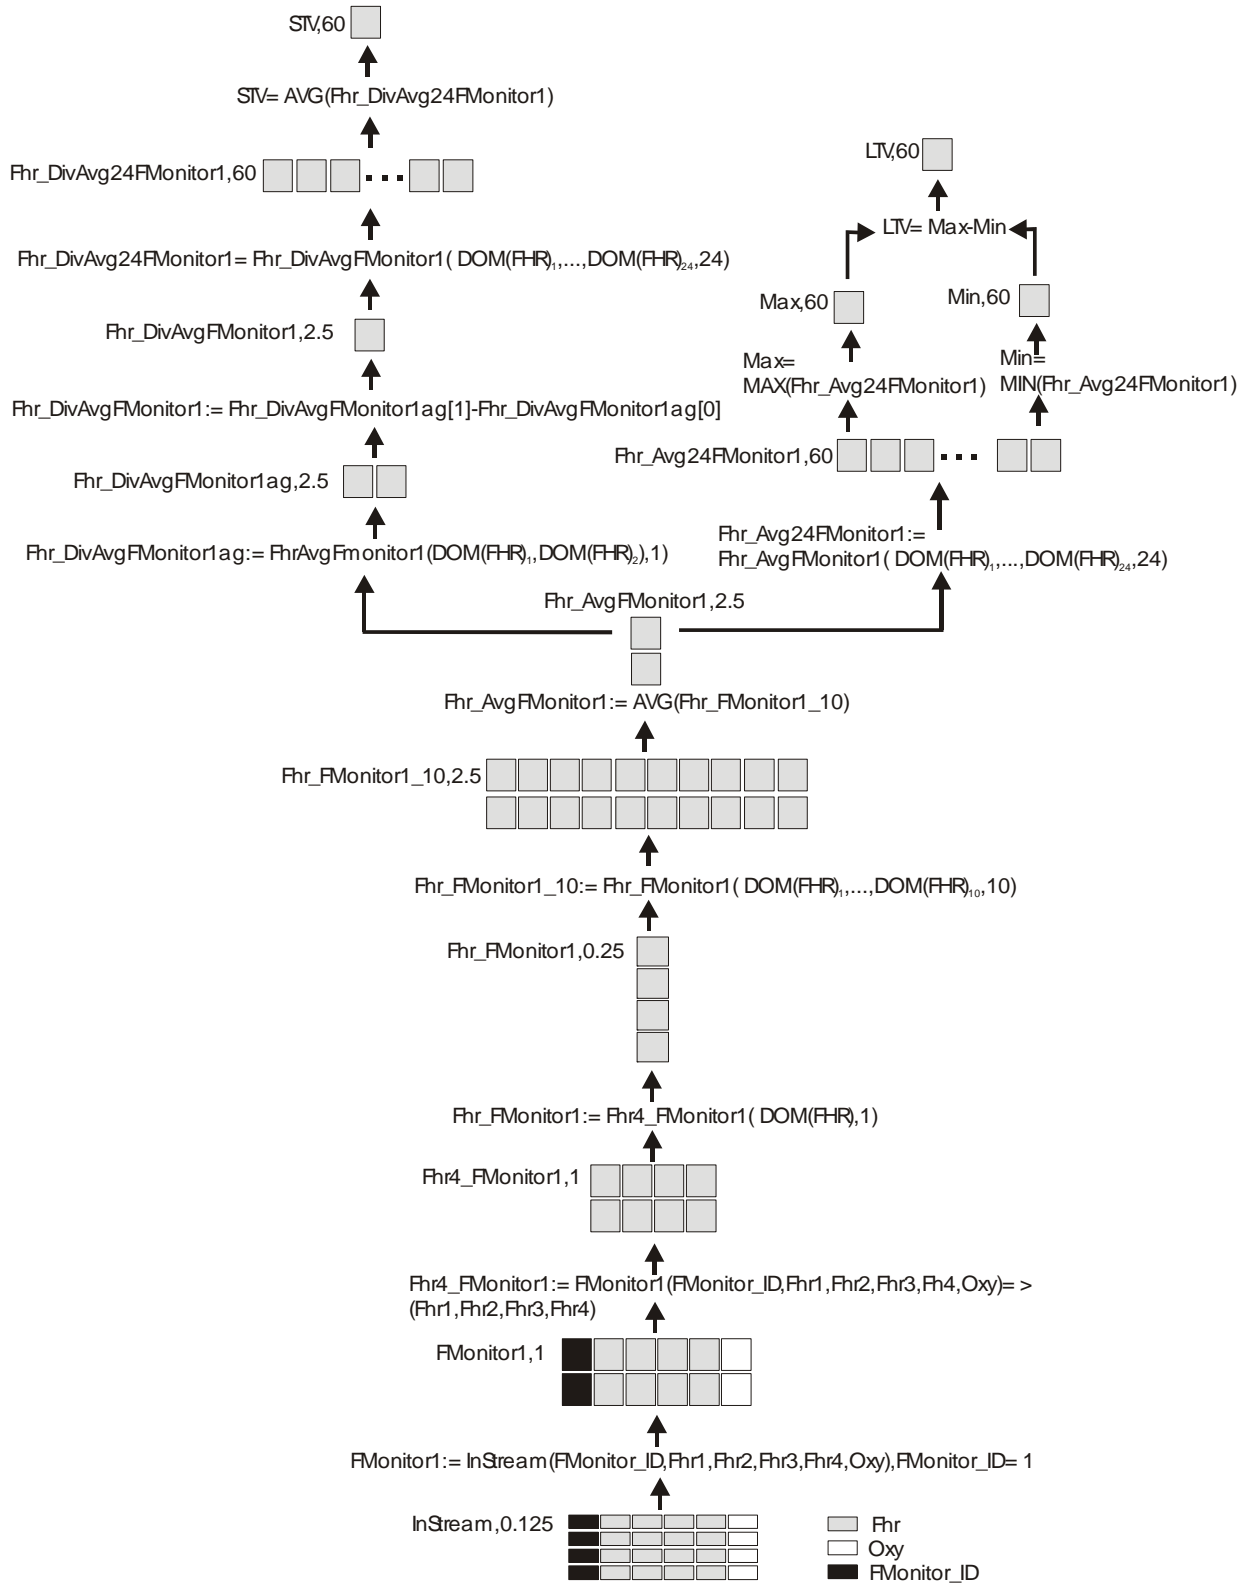 STV,60
STV= AVG(Fhr_DivAvg24FMonitor1)
LTV,60
Fhr_DivAvg24FMonitor1,60
LTV= Max-Min
Fhr_DivAvg24FMonitor1= Fhr_DivAvgFMonitor1( DOM(FHR)₁,...,DOM(FHR)₂₄,24)
Max,60
Min,60
Fhr_DivAvgFMonitor1,2.5
Max=
MAX(Fhr_Avg24FMonitor1)
Min=
MIN(Fhr_Avg24FMonitor1)
Fhr_DivAvgFMonitor1:= Fhr_DivAvgFMonitor1ag[1]-Fhr_DivAvgFMonitor1ag[0]
Fhr_Avg24FMonitor1,60
Fhr_DivAvgFMonitor1ag,2.5
Fhr_Avg24FMonitor1:=
Fhr_AvgFMonitor1( DOM(FHR)₁,...,DOM(FHR)₂₄,24)
Fhr_DivAvgFMonitor1ag:= FhrAvgFmonitor1(DOM(FHR)₁,DOM(FHR)₂),1)
Fhr_AvgFMonitor1,2.5
Fhr_AvgFMonitor1:= AVG(Fhr_FMonitor1_10)
Fhr_FMonitor1_10,2.5
Fhr_FMonitor1_10:= Fhr_FMonitor1( DOM(FHR)₁,...,DOM(FHR)₁₀,10)
Fhr_FMonitor1,0.25
Fhr_FMonitor1:= Fhr4_FMonitor1( DOM(FHR),1)
Fhr4_FMonitor1,1
Fhr4_FMonitor1:= FMonitor1(FMonitor_ID,Fhr1,Fhr2,Fhr3,Fh4,Oxy)= >
(Fhr1,Fhr2,Fhr3,Fhr4)
FMonitor1,1
FMonitor1:= InStream(FMonitor_ID,Fhr1,Fhr2,Fhr3,Fhr4,Oxy),FMonitor_ID= 1
InStream,0.125
Fhr
Oxy
FMonitor_ID